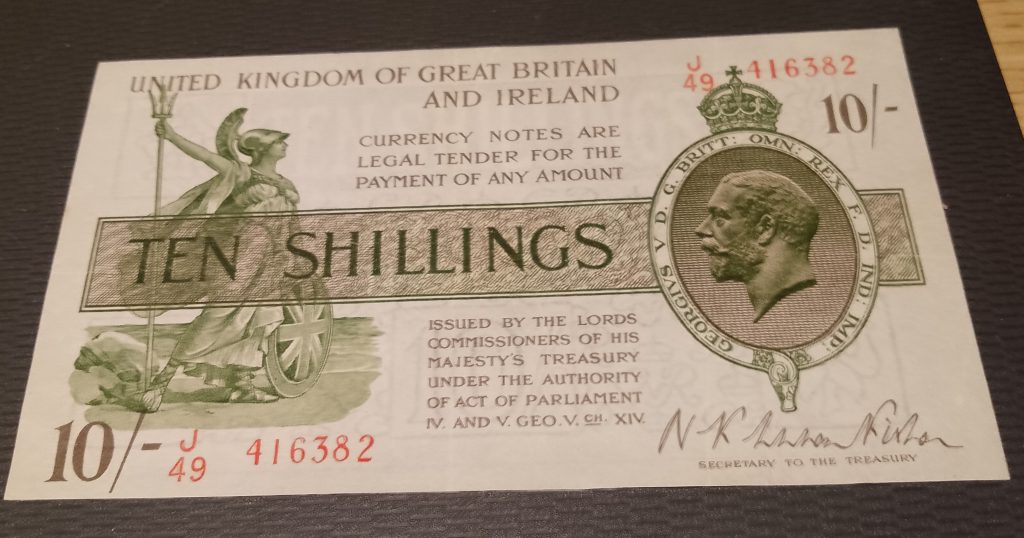 UNITED KINGDOM OF GREAT BRITAIN
AND IRELAND
J
49 416382
10/-
CURRENCY NOTES ARE
LEGAL TENDER FOR THE
PAYMENT OF ANY AMOUNT
TEN SHILLINGS
GEORGIVS V D. G. BRITT: OMN: REX F. D. IND: IMP:
ISSUED BY THE LORDS
COMMISSIONERS OF HIS
MAJESTY'S TREASURY
UNDER THE AUTHORITY
OF ACT OF PARLIAMENT
IV. AND V. GEO. V. CH. XIV.
SECRETARY TO THE TREASURY
10/-
J
49 416382